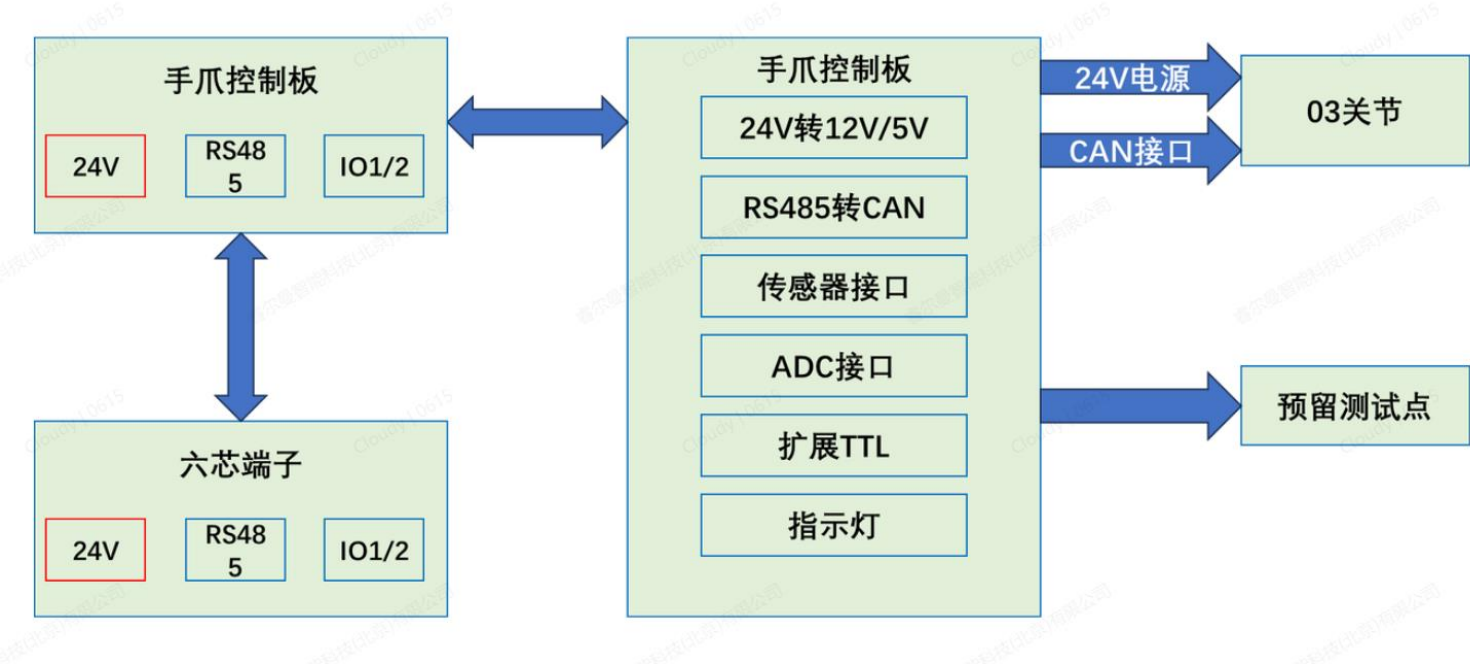 手爪控制板
24V
RS48
5
IO1/2
六芯端子
24V
RS48
5
IO1/2
手爪控制板
24V转12V/5V
RS485转CAN
传感器接口
ADC接口
扩展TTL
指示灯
24V电源
CAN接口
03关节
预留测试点
Cloudy | 0615